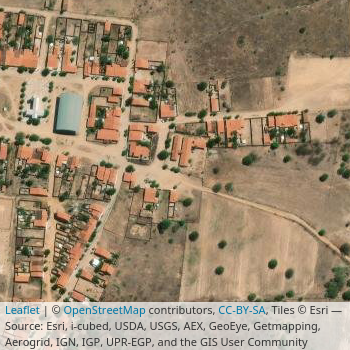 Leaflet | © OpenStreetMap contributors, CC-BY-SA, Tiles © Esri —
Source: Esri, i-cubed, USDA, USGS, AEX, GeoEye, Getmapping,
Aerogrid, IGN, IGP, UPR-EGP, and the GIS User Community